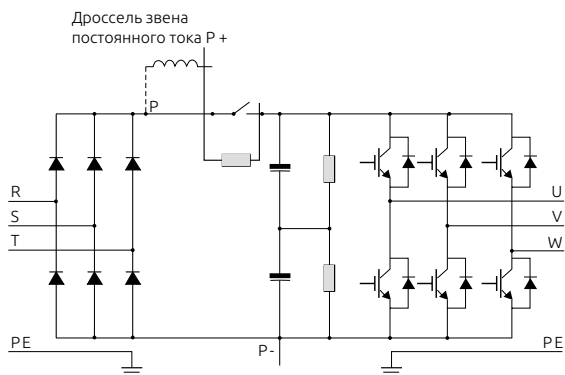 Дроссель звена
постоянного тока P +
P
R
S
T
U
V
W
PE
P-
PE